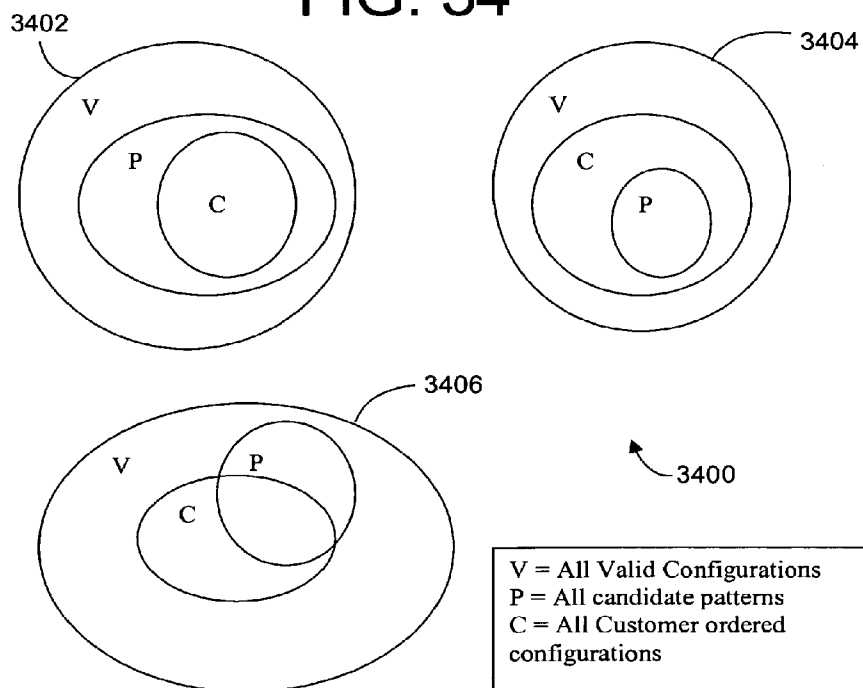 FIG. 34
3402
3404
V
P
C
V
C
P
3406
V
P
C
3400
V = All Valid Configurations
P = All candidate patterns
C = All Customer ordered
configurations